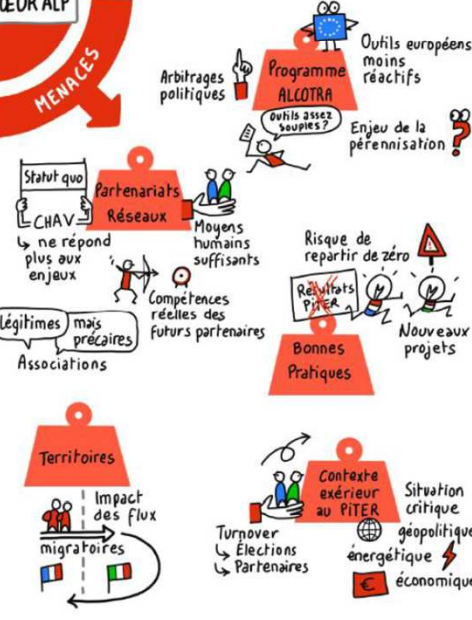 CŒUR ALP
MENACES
Arbitrages
politiques
Programme
ALCOTRA
Outils européens
moins
réactifs
Outils assez
souples ?
Enjeu de la
pérennisation
?
Statut quo
CHAV
↳ ne répond
plus aux
enjeux
Partenariats
Réseaux
Moyens
humains
suffisants
Compétences
réelles des
futurs partenaires
Légitimes
mais
précaires
Associations
Risque de
repartir de zéro
Résultats
PiTER
Nouveaux
projets
Bonnes
Pratiques
Territoires
Impact
des flux
migratoires
Contexte
exérieur
au PiTER
Turnover
↳ Élections
↳ Partenaires
Situation
critique
géopolitique
énergétique
€ économique